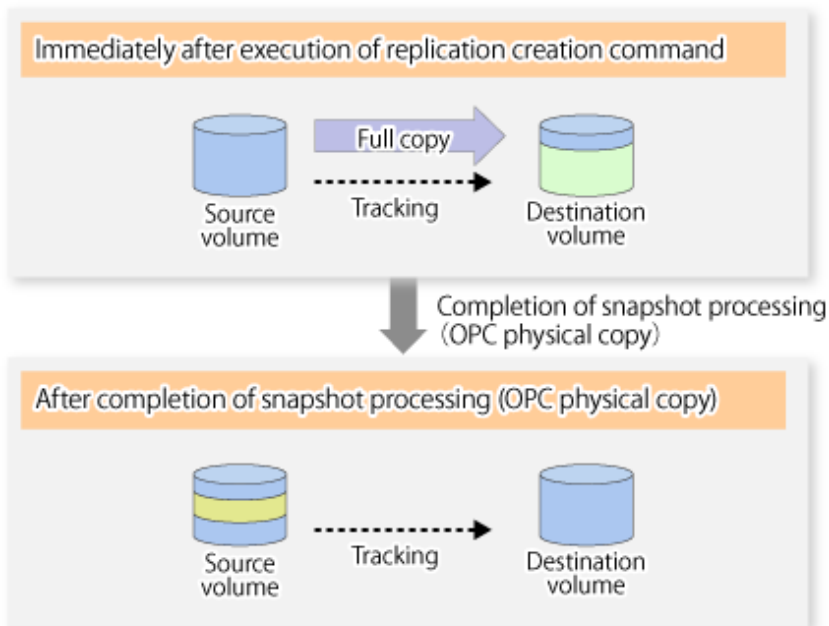 Immediately after execution of replication creation command
Full copy
Tracking
Source
volume
Destination
volume
Completion of snapshot processing
（OPC physical copy）
After completion of snapshot processing (OPC physical copy)
Tracking
Source
volume
Destination
volume